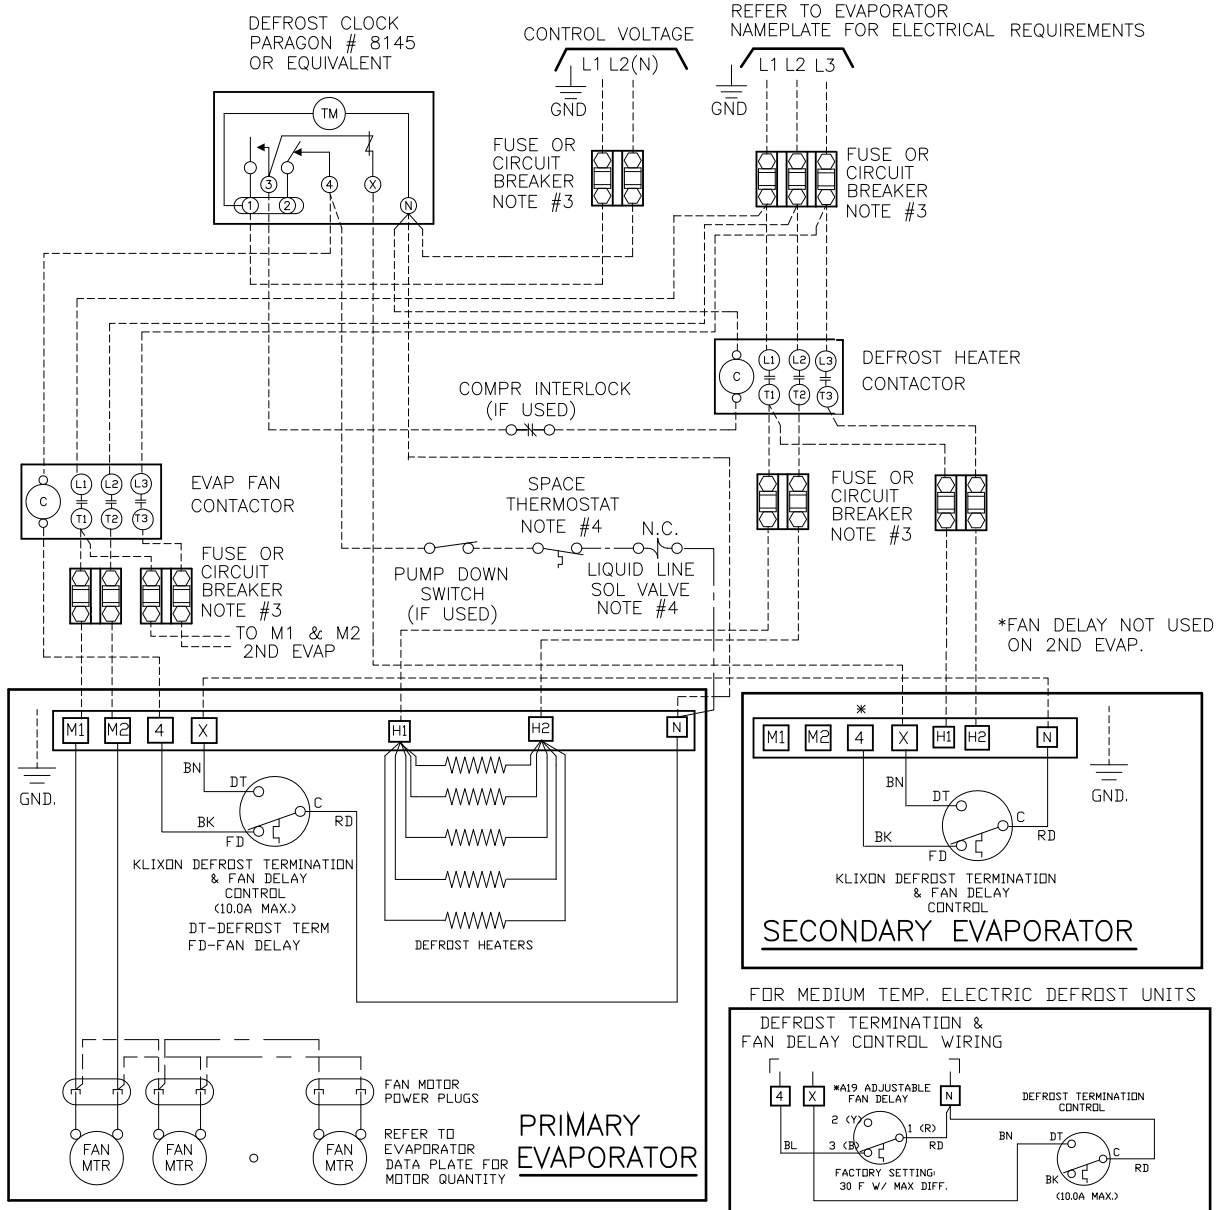 DEFROST CLOCK
PARAGON # 8145
OR EQUIVALENT
CONTROL VOLTAGE
L1 L2(N)
GND
REFER TO EVAPORATOR
NAMEPLATE FOR ELECTRICAL REQUIREMENTS
L1 L2 L3
GND
TM
3
4
X
1
2
N
FUSE OR
CIRCUIT
BREAKER
NOTE #3
FUSE OR
CIRCUIT
BREAKER
NOTE #3
C
L1
L2
L3
T1
T2
T3
DEFROST HEATER
CONTACTOR
COMPR INTERLOCK
(IF USED)
C
L1
L2
L3
T1
T2
T3
EVAP FAN
CONTACTOR
SPACE
THERMOSTAT
NOTE #4
N.C.
PUMP DOWN
SWITCH
(IF USED)
LIQUID LINE
SOL VALVE
NOTE #4
FUSE OR
CIRCUIT
BREAKER
NOTE #3
FUSE OR
CIRCUIT
BREAKER
NOTE #3
TO M1 & M2
2ND EVAP
*FAN DELAY NOT USED
ON 2ND EVAP.
M1
M2
4
X
H1
H2
N
GND.
BN
DT
C
BK
FD
RD
KLIXON DEFROST TERMINATION
& FAN DELAY
CONTROL
(10.0A MAX.)
DT-DEFROST TERM
FD-FAN DELAY
DEFROST HEATERS
FAN MOTOR
POWER PLUGS
REFER TO
EVAPORATOR
DATA PLATE FOR
MOTOR QUANTITY
FAN
MTR
FAN
MTR
FAN
MTR
PRIMARY
EVAPORATOR
*
M1
M2
4
X
H1
H2
N
GND.
BN
DT
C
BK
FD
RD
KLIXON DEFROST TERMINATION
& FAN DELAY
CONTROL
SECONDARY EVAPORATOR
FOR MEDIUM TEMP. ELECTRIC DEFROST UNITS
DEFROST TERMINATION &
FAN DELAY CONTROL WIRING
4
X
*A19 ADJUSTABLE
FAN DELAY
N
2 (Y)
1 (R)
BL
3 (B)
RD
FACTORY SETTING:
30 F W/ MAX DIFF.
DEFROST TERMINATION
CONTROL
BN
DT
C
BK
RD
(10.0A MAX.)